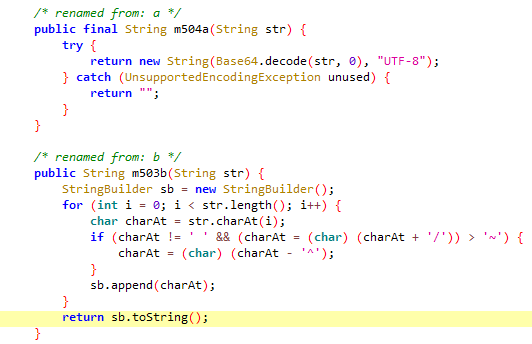 /* renamed from: a */
public final String m504a(String str) {
    try {
        return new String(Base64.decode(str, 0), "UTF-8");
    } catch (UnsupportedEncodingException unused) {
        return "";
    }
}
/* renamed from: b */
public String m503b(String str) {
    StringBuilder sb = new StringBuilder();
    for (int i = 0; i < str.length(); i++) {
        char charAt = str.charAt(i);
        if (charAt != ' ' && (charAt = (char) (charAt + '/')) > '~') {
            charAt = (char) (charAt - '^');
        }
        sb.append(charAt);
    }
    return sb.toString();
}